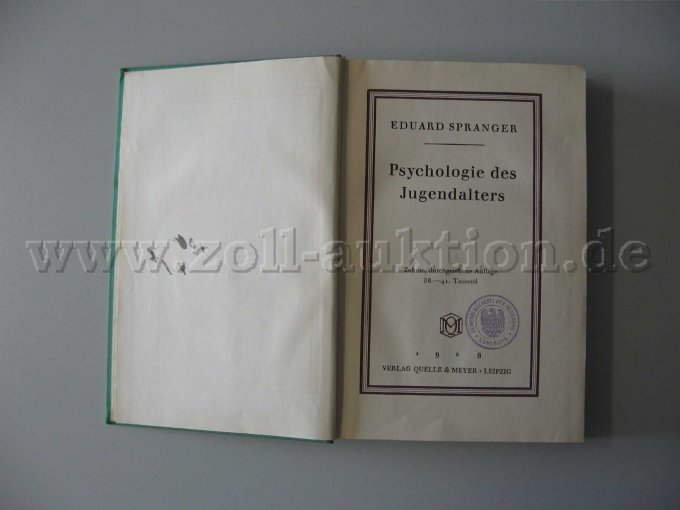 EDUARD SPRANGER
Psychologie des
Jugendalters
www.zoll-auktion.de
Zehnte, durchgesehene Auflage
38.—41. Tausend
1928
VERLAG QUELLE & MEYER · LEIPZIG